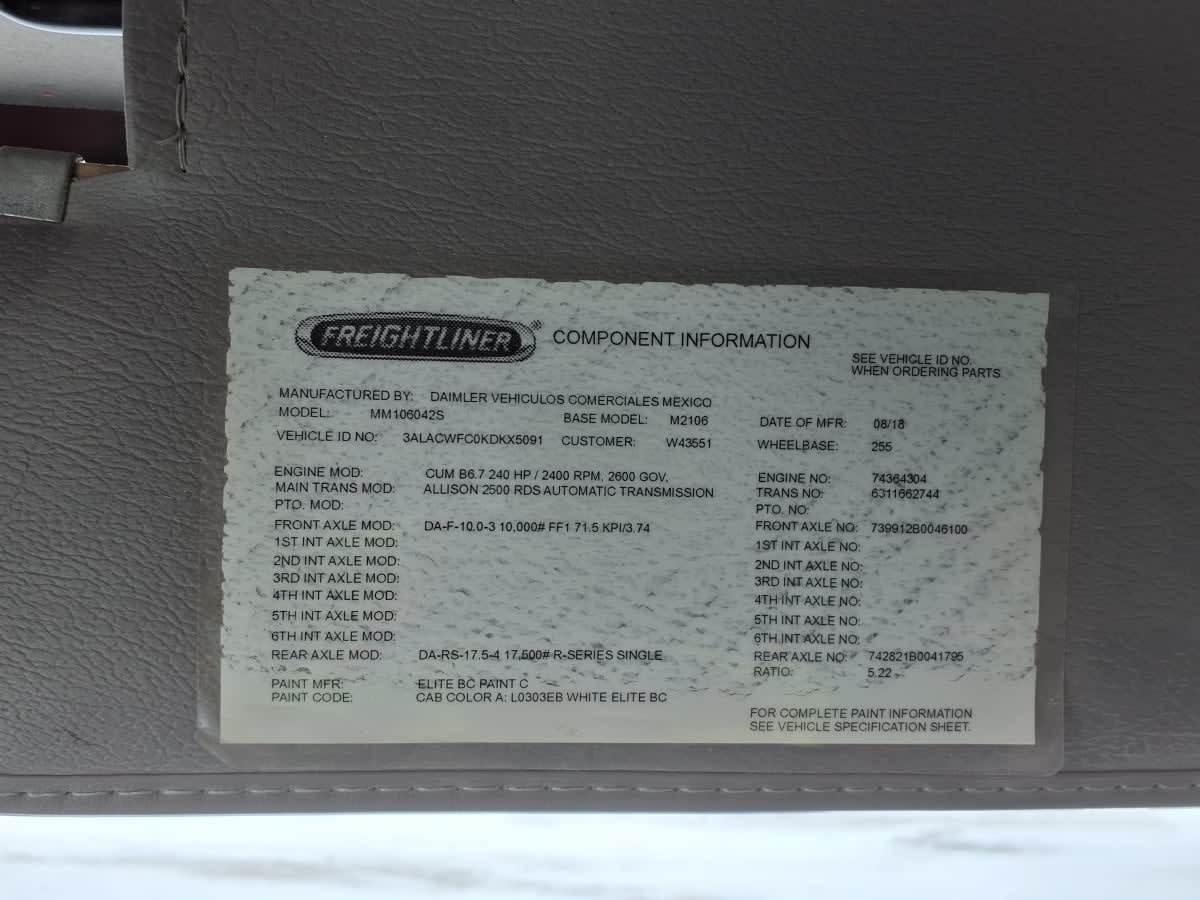 FREIGHTLINER® COMPONENT INFORMATION
SEE VEHICLE ID NO.
WHEN ORDERING PARTS
MANUFACTURED BY: DAIMLER VEHICULOS COMERCIALES MEXICO
MODEL: MM106042S BASE MODEL: M2106 DATE OF MFR: 08/18
VEHICLE ID NO: 3ALACWFC0KDKX5091 CUSTOMER: W43551 WHEELBASE: 255
ENGINE MOD: CUM B6.7 240 HP / 2400 RPM, 2600 GOV, ENGINE NO: 74364304
MAIN TRANS MOD: ALLISON 2500 RDS AUTOMATIC TRANSMISSION TRANS NO: 6311662744
PTO. MOD: PTO. NO:
FRONT AXLE MOD: DA-F-10.0-3 10,000# FF1 71.5 KPI/3.74 FRONT AXLE NO: 739912B0046100
1ST INT AXLE MOD: 1ST INT AXLE NO:
2ND INT AXLE MOD: 2ND INT AXLE NO:
3RD INT AXLE MOD: 3RD INT AXLE NO:
4TH INT AXLE MOD: 4TH INT AXLE NO:
5TH INT AXLE MOD: 5TH INT AXLE NO:
6TH INT AXLE MOD: 6TH INT AXLE NO:
REAR AXLE MOD: DA-RS-17.5-4 17,500# R-SERIES SINGLE REAR AXLE NO: 742821B0041795
RATIO: 5.22
PAINT MFR: ELITE BC PAINT C
PAINT CODE: CAB COLOR A: L0303EB WHITE ELITE BC
FOR COMPLETE PAINT INFORMATION
SEE VEHICLE SPECIFICATION SHEET.